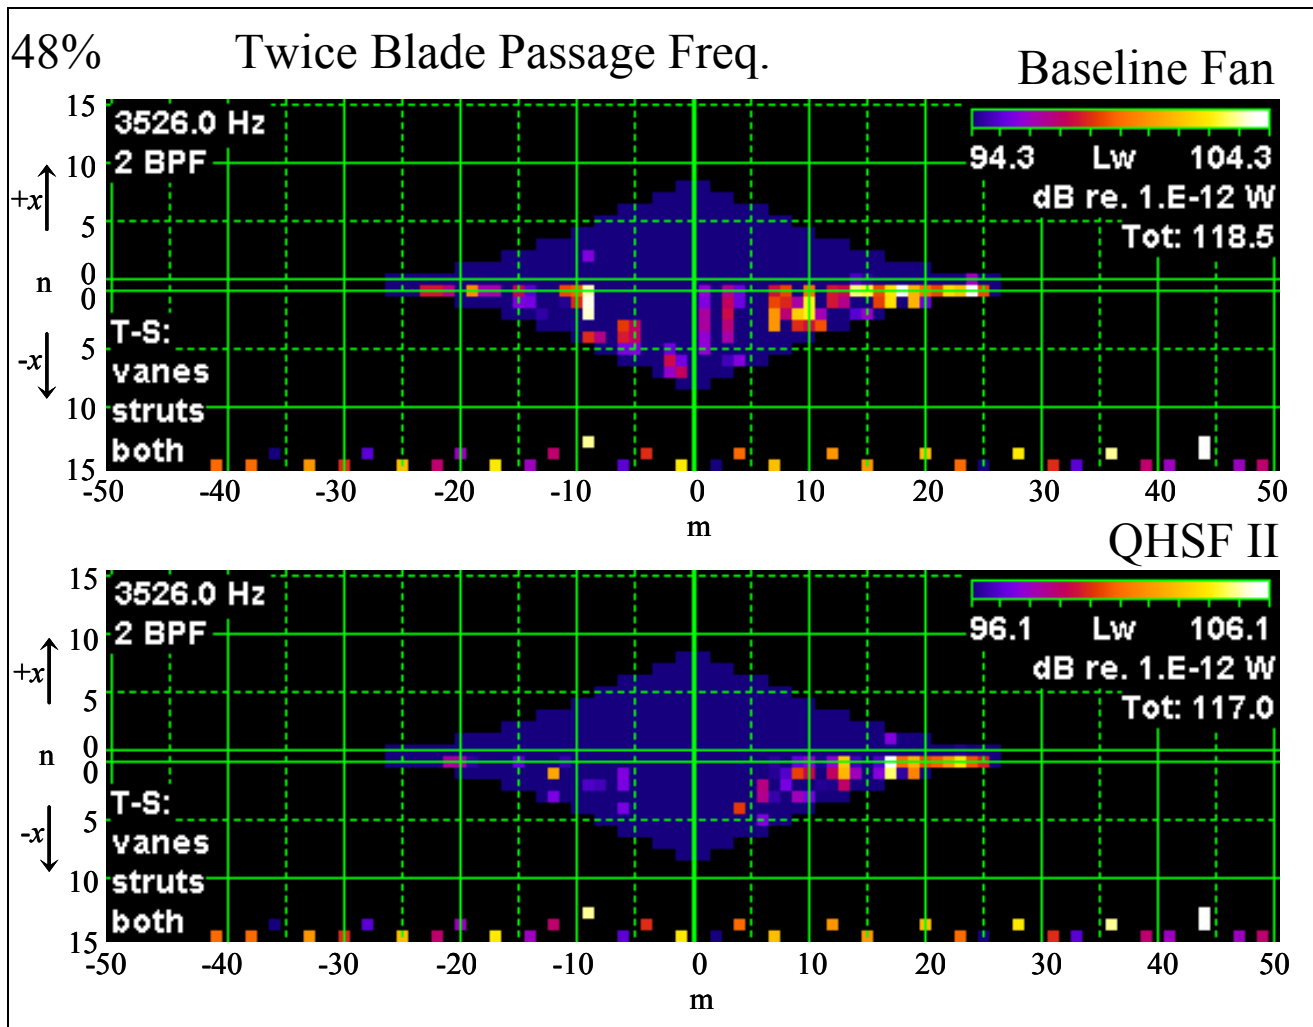 48% Twice Blade Passage Freq.
Baseline Fan
15
3526.0 Hz
94.3 Lw 104.3
2 BPF
10
+x
dB re. 1.E-12 W
5
Tot: 118.5
0
n
0
T-S:
-x
5
vanes
struts
10
both
15
-50 -40 -30 -20 -10 0 10 20 30 40 50
m
QHSF II
15
3526.0 Hz
96.1 Lw 106.1
2 BPF
10
+x
dB re. 1.E-12 W
5
Tot: 117.0
0
n
0
T-S:
-x
5
vanes
struts
10
both
15
-50 -40 -30 -20 -10 0 10 20 30 40 50
m